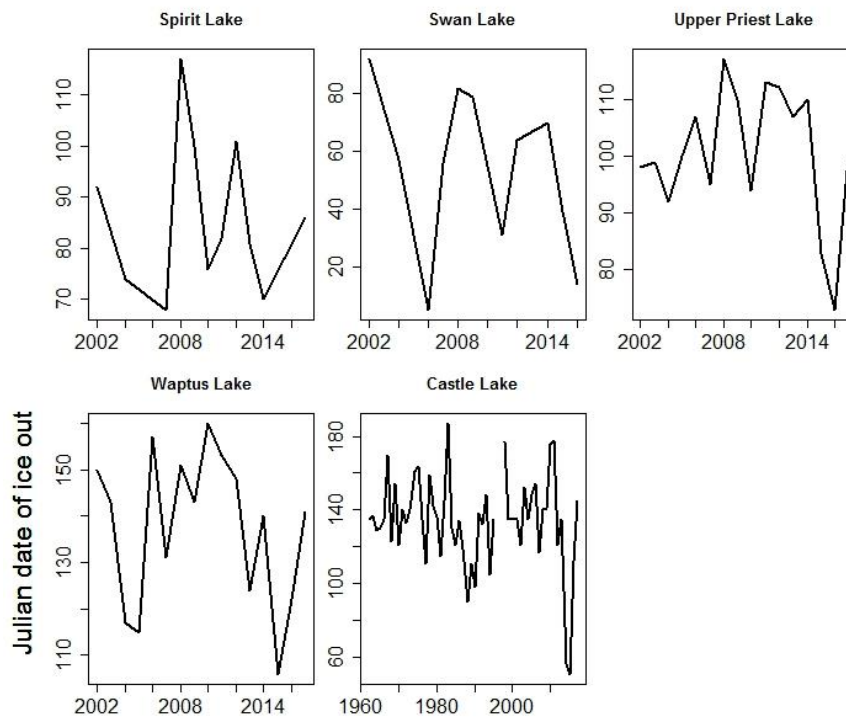 Spirit Lake
Swan Lake
Upper Priest Lake
70 80 90 100 110
20 40 60 80
80 90 100 110
2002 2008 2014
2002 2008 2014
2002 2008 2014
Waptus Lake
Castle Lake
Julian date of ice out
110 130 150
60 100 140 180
2002 2008 2014
1960 1980 2000